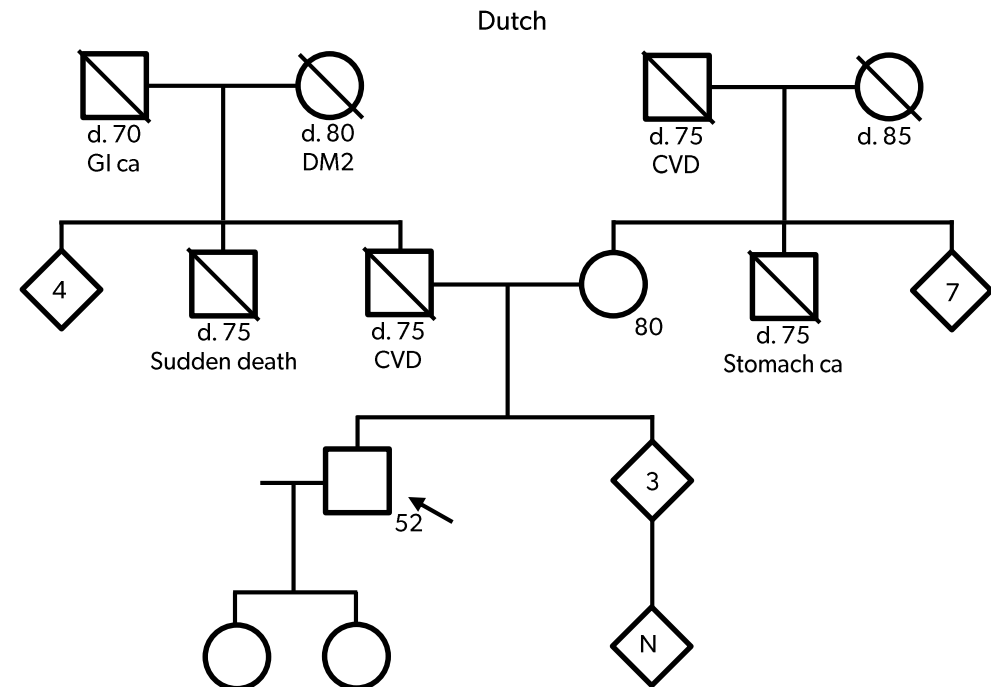 Dutch
d. 70
GI ca
d. 80
DM2
d. 75
CVD
d. 85
4
d. 75
Sudden death
d. 75
CVD
80
d. 75
Stomach ca
7
52
3
N